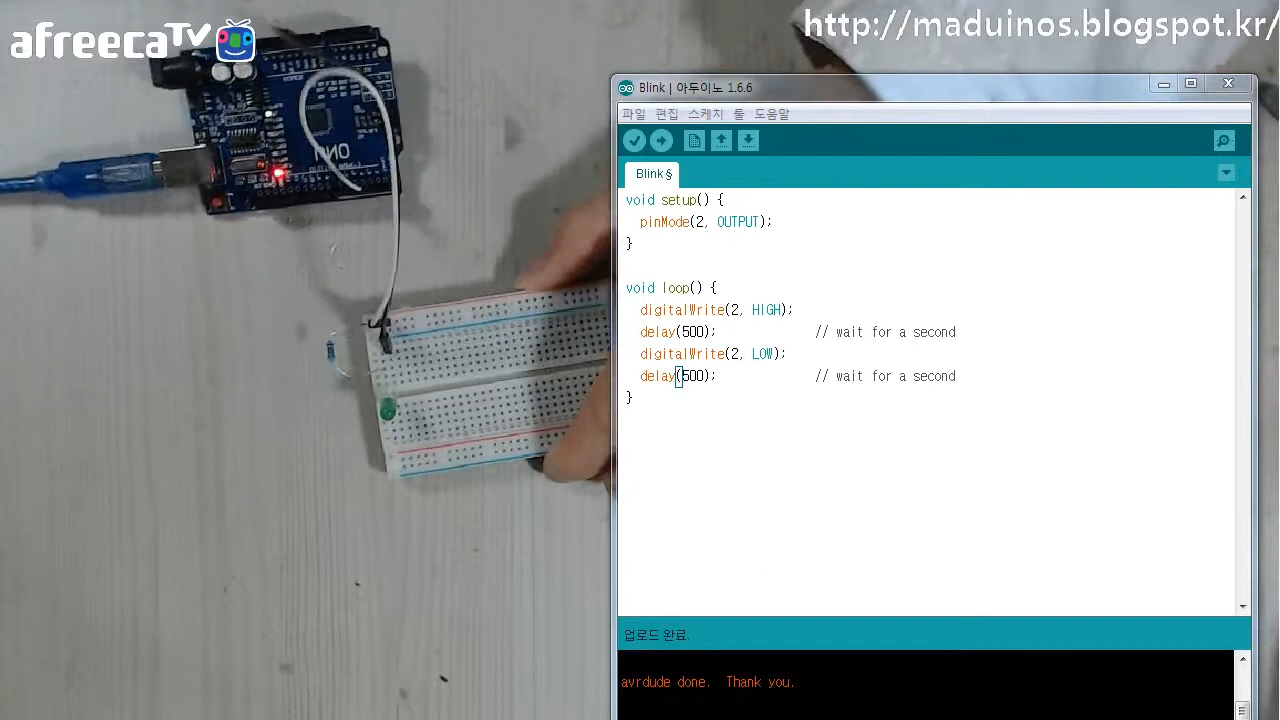 afreecaTV
http://maduinos.blogspot.kr/
Blink | 아두이노 1.6.6
파일 편집 스케치 툴 도움말
Blink§
void setup() {
pinMode(2, OUTPUT);
}
void loop() {
digitalWrite(2, HIGH);
delay(500); // wait for a second
digitalWrite(2, LOW);
delay(500); // wait for a second
}
업로드 완료.
avrdude done. Thank you.
UNO